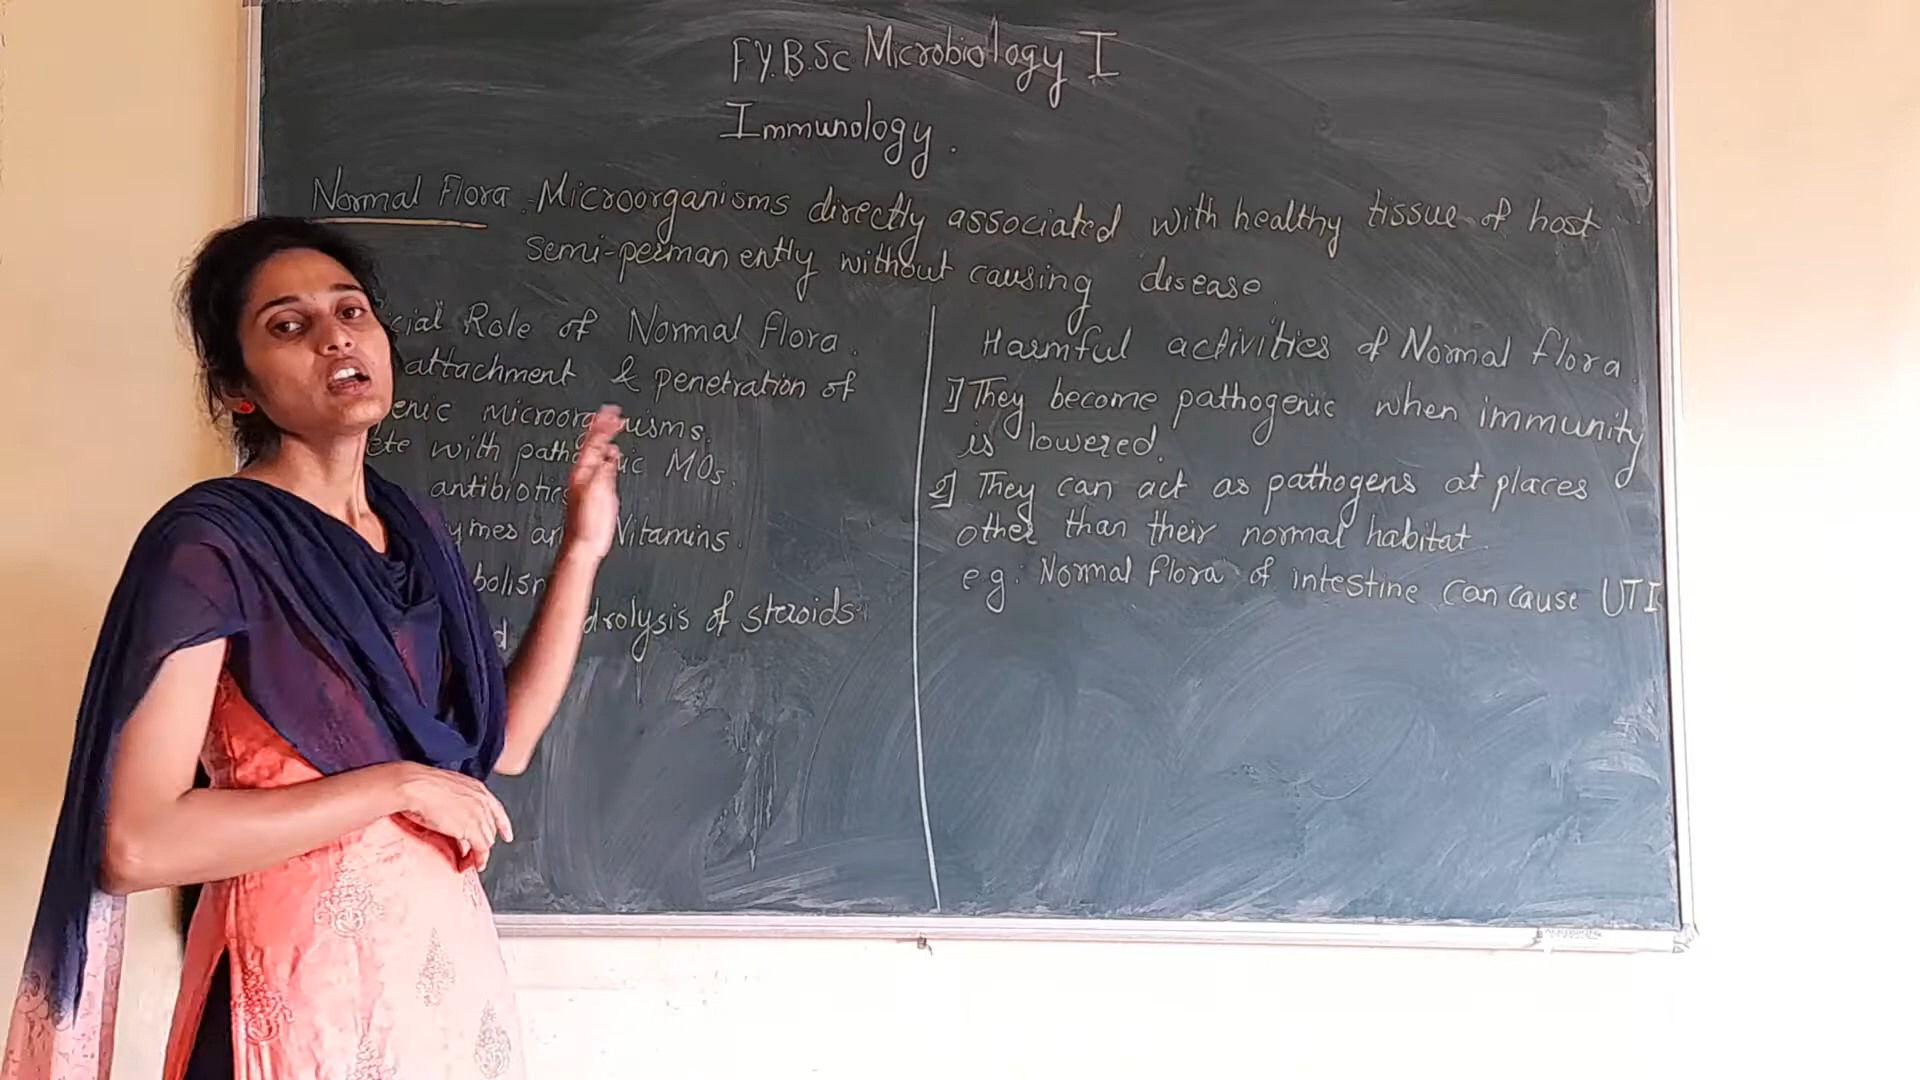 F.Y.B.Sc Microbiology I
Immunology.
Normal Flora. Microorganisms directly associated with healthy tissue of host
semi-permanently without causing disease.
Role of Normal flora.
attachment & penetration of
microorganisms.
with MOs.
Vitamins.
of steroids
Harmful activities of Normal flora.
1] They become pathogenic when immunity
is lowered.
2] They can act as pathogens at places
other than their normal habitat.
e.g: Normal flora of intestine can cause UTI